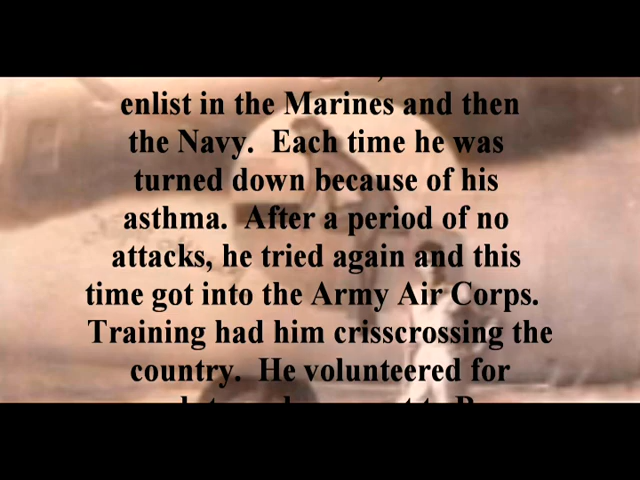 enlist in the Marines and then
the Navy.  Each time he was
turned down because of his
asthma.  After a period of no
attacks, he tried again and this
time got into the Army Air Corps.
Training had him crisscrossing the
country.  He volunteered for